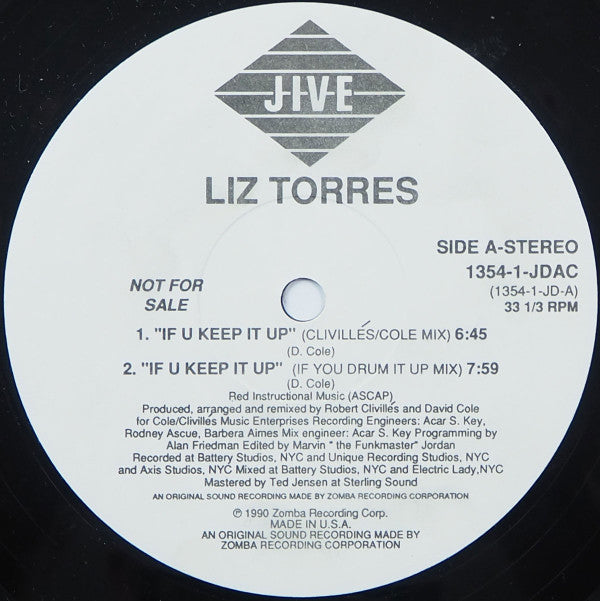 JIVE
LIZ TORRES
SIDE A-STEREO
1354-1-JDAC
(1354-1-JD-A)
33 1/3 RPM
NOT FOR
SALE
1. "IF U KEEP IT UP" (CLIVILLÉS/COLE MIX) 6:45
(D. Cole)
2. "IF U KEEP IT UP" (IF YOU DRUM IT UP MIX) 7:59
(D. Cole)
Red Instructional Music (ASCAP)
Produced, arranged and remixed by Robert Clivillés and David Cole
for Cole/Clivillés Music Enterprises Recording Engineers: Acar S. Key,
Rodney Ascue, Barbera Aimes Mix engineer: Acar S. Key Programming by
Alan Friedman Edited by Marvin " the Funkmaster" Jordan
Recorded at Battery Studios, NYC and Unique Recording Studios, NYC
and Axis Studios, NYC Mixed at Battery Studios, NYC and Electric Lady,NYC
Mastered by Ted Jensen at Sterling Sound
AN ORIGINAL SOUND RECORDING MADE BY ZOMBA RECORDING CORPORATION
℗ 1990 Zomba Recording Corp.
MADE IN U.S.A.
AN ORIGINAL SOUND RECORDING MADE BY
ZOMBA RECORDING CORPORATION